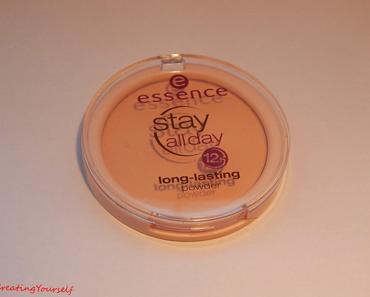 e
essence
stay
all day
12h
long-lasting
powder
CreatingYourself